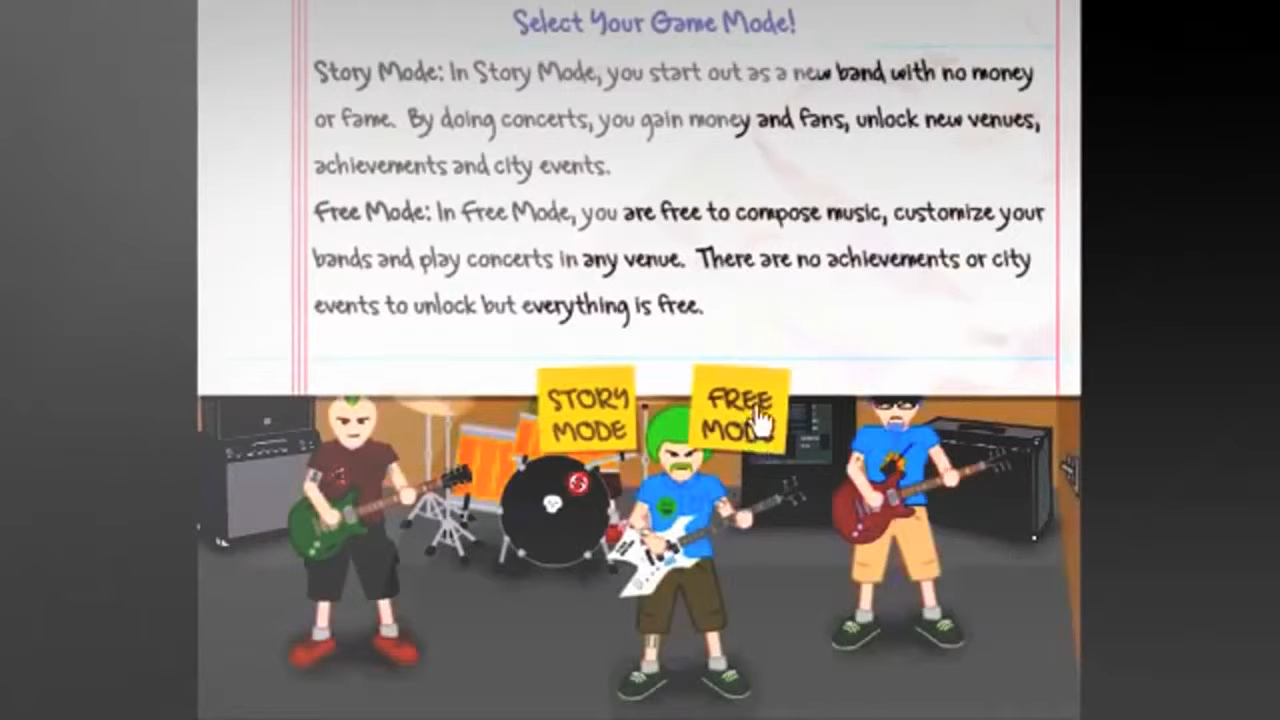 Select Your Game Mode!
Story Mode: In Story Mode, you start out as a new band with no money
or fame. By doing concerts, you gain money and fans, unlock new venues,
achievements and city events.
Free Mode: In Free Mode, you are free to compose music, customize your
bands and play concerts in any venue. There are no achievements or city
events to unlock but everything is free.
STORY
MODE
FREE
MODE